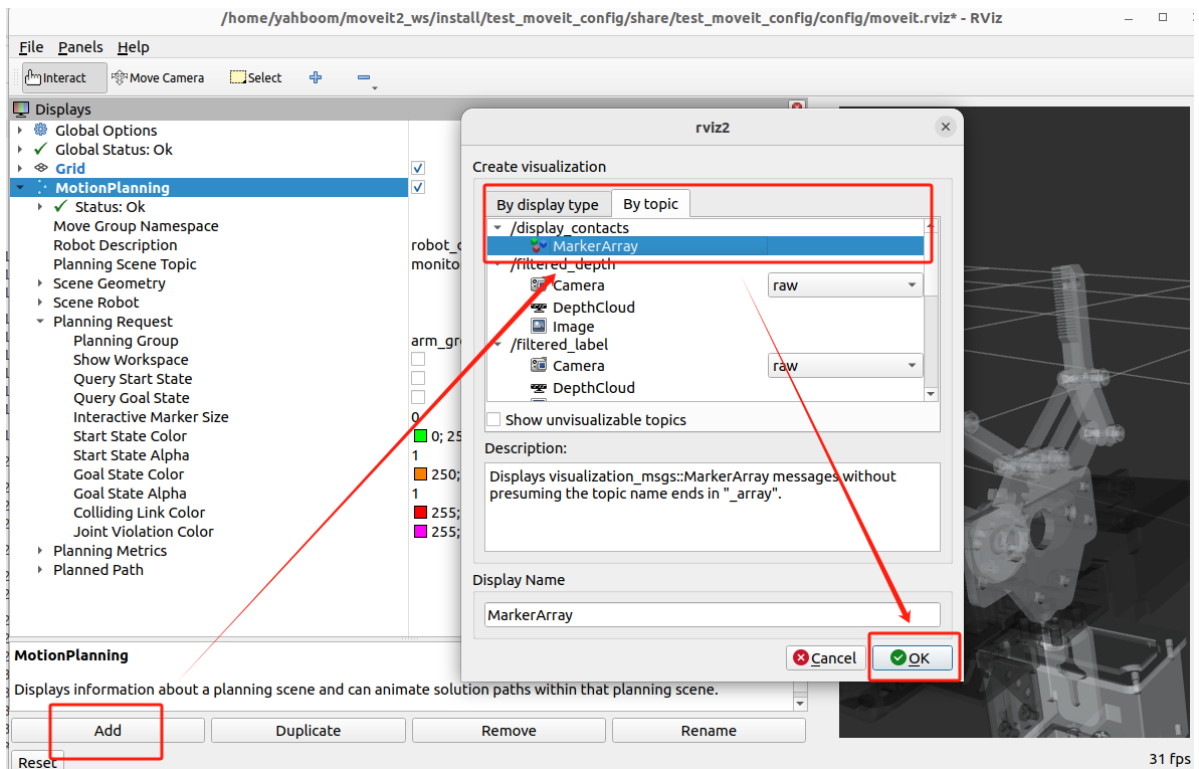 /home/yahboom/moveit2_ws/install/test_moveit_config/share/test_moveit_config/config/moveit.rviz* - RViz
File Panels Help
Interact Move Camera Select
Displays
Global Options
Global Status: Ok
Grid
MotionPlanning
Status: Ok
Move Group Namespace
Robot Description
Planning Scene Topic
Scene Geometry
Scene Robot
Planning Request
Planning Group
Show Workspace
Query Start State
Query Goal State
Interactive Marker Size
0
Start State Color
0; 25
Start State Alpha
1
Goal State Color
250;
Goal State Alpha
1
Colliding Link Color
255;
Joint Violation Color
255;
Planning Metrics
Planned Path
rviz2
Create visualization
By display type By topic
/display_contacts
MarkerArray
/filtered_depth
Camera raw
DepthCloud
Image
/filtered_label
Camera raw
DepthCloud
Show unvisualizable topics
Description:
Displays visualization_msgs::MarkerArray messages without
presuming the topic name ends in "_array".
Display Name
MarkerArray
Cancel OK
MotionPlanning
Displays information about a planning scene and can animate solution paths within that planning scene.
Add Duplicate Remove Rename
Reset
31 fps